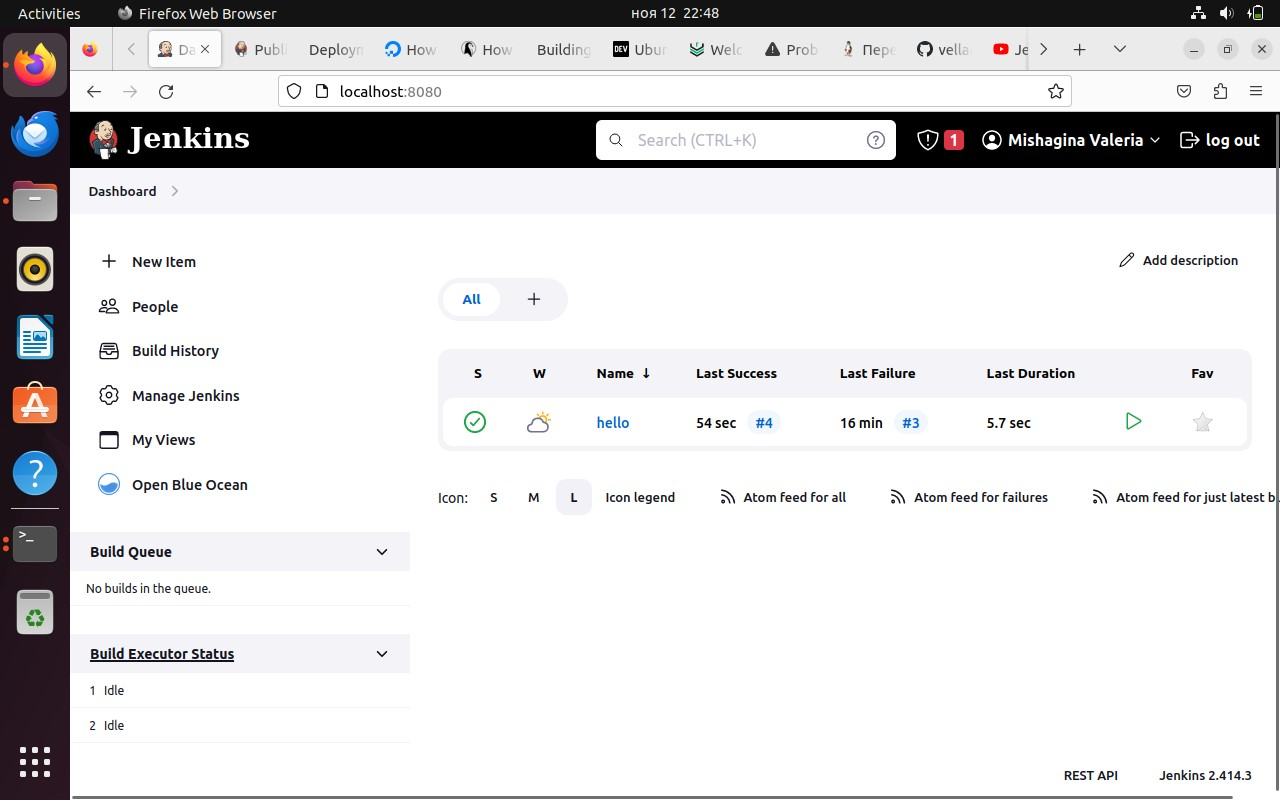 Activities Firefox Web Browser ноя 12 22:48
Da Publi Deploym How How Building DEV Ubun Welc Prob Пере vella Je
localhost:8080
Jenkins Search (CTRL+K) ? 1 Mishagina Valeria log out
Dashboard
New Item
Add description
People
All +
Build History
Manage Jenkins
My Views
Open Blue Ocean
S W Name ↓ Last Success Last Failure Last Duration Fav
hello 54 sec #4 16 min #3 5.7 sec
Icon: S M L Icon legend Atom feed for all Atom feed for failures Atom feed for just latest b
Build Queue
No builds in the queue.
Build Executor Status
1 Idle
2 Idle
REST API Jenkins 2.414.3